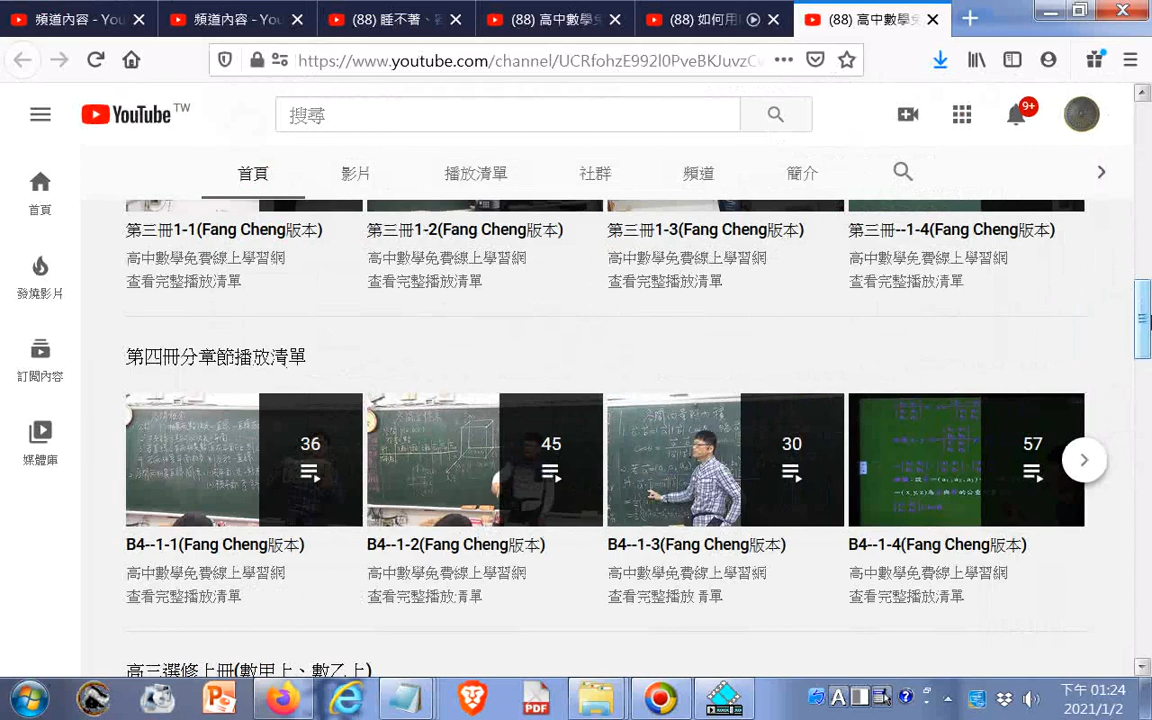 頻道內容 - You
頻道內容 - You
(88) 睡不著、
(88) 高中數學免
(88) 如何用
(88) 高中數學免
https://www.youtube.com/channel/UCRfohzE992l0PveBKJuvzC
YouTube TW
搜尋
9+
首頁
影片
播放清單
社群
頻道
簡介
首頁
發燒影片
訂閱內容
媒體庫
第三冊1-1(Fang Cheng版本)
高中數學免費線上學習網
查看完整播放清單
第三冊1-2(Fang Cheng版本)
高中數學免費線上學習網
查看完整播放清單
第三冊1-3(Fang Cheng版本)
高中數學免費線上學習網
查看完整播放清單
第三冊--1-4(Fang Cheng版本)
高中數學免費線上學習網
查看完整播放清單
第四冊分章節播放清單
36
B4--1-1(Fang Cheng版本)
高中數學免費線上學習網
查看完整播放清單
45
B4--1-2(Fang Cheng版本)
高中數學免費線上學習網
查看完整播放清單
30
B4--1-3(Fang Cheng版本)
高中數學免費線上學習網
查看完整播放清單
57
B4--1-4(Fang Cheng版本)
高中數學免費線上學習網
查看完整播放清單
高三選修上冊(數甲上、數乙上)
PDF
A
下午 01:24
2021/1/2